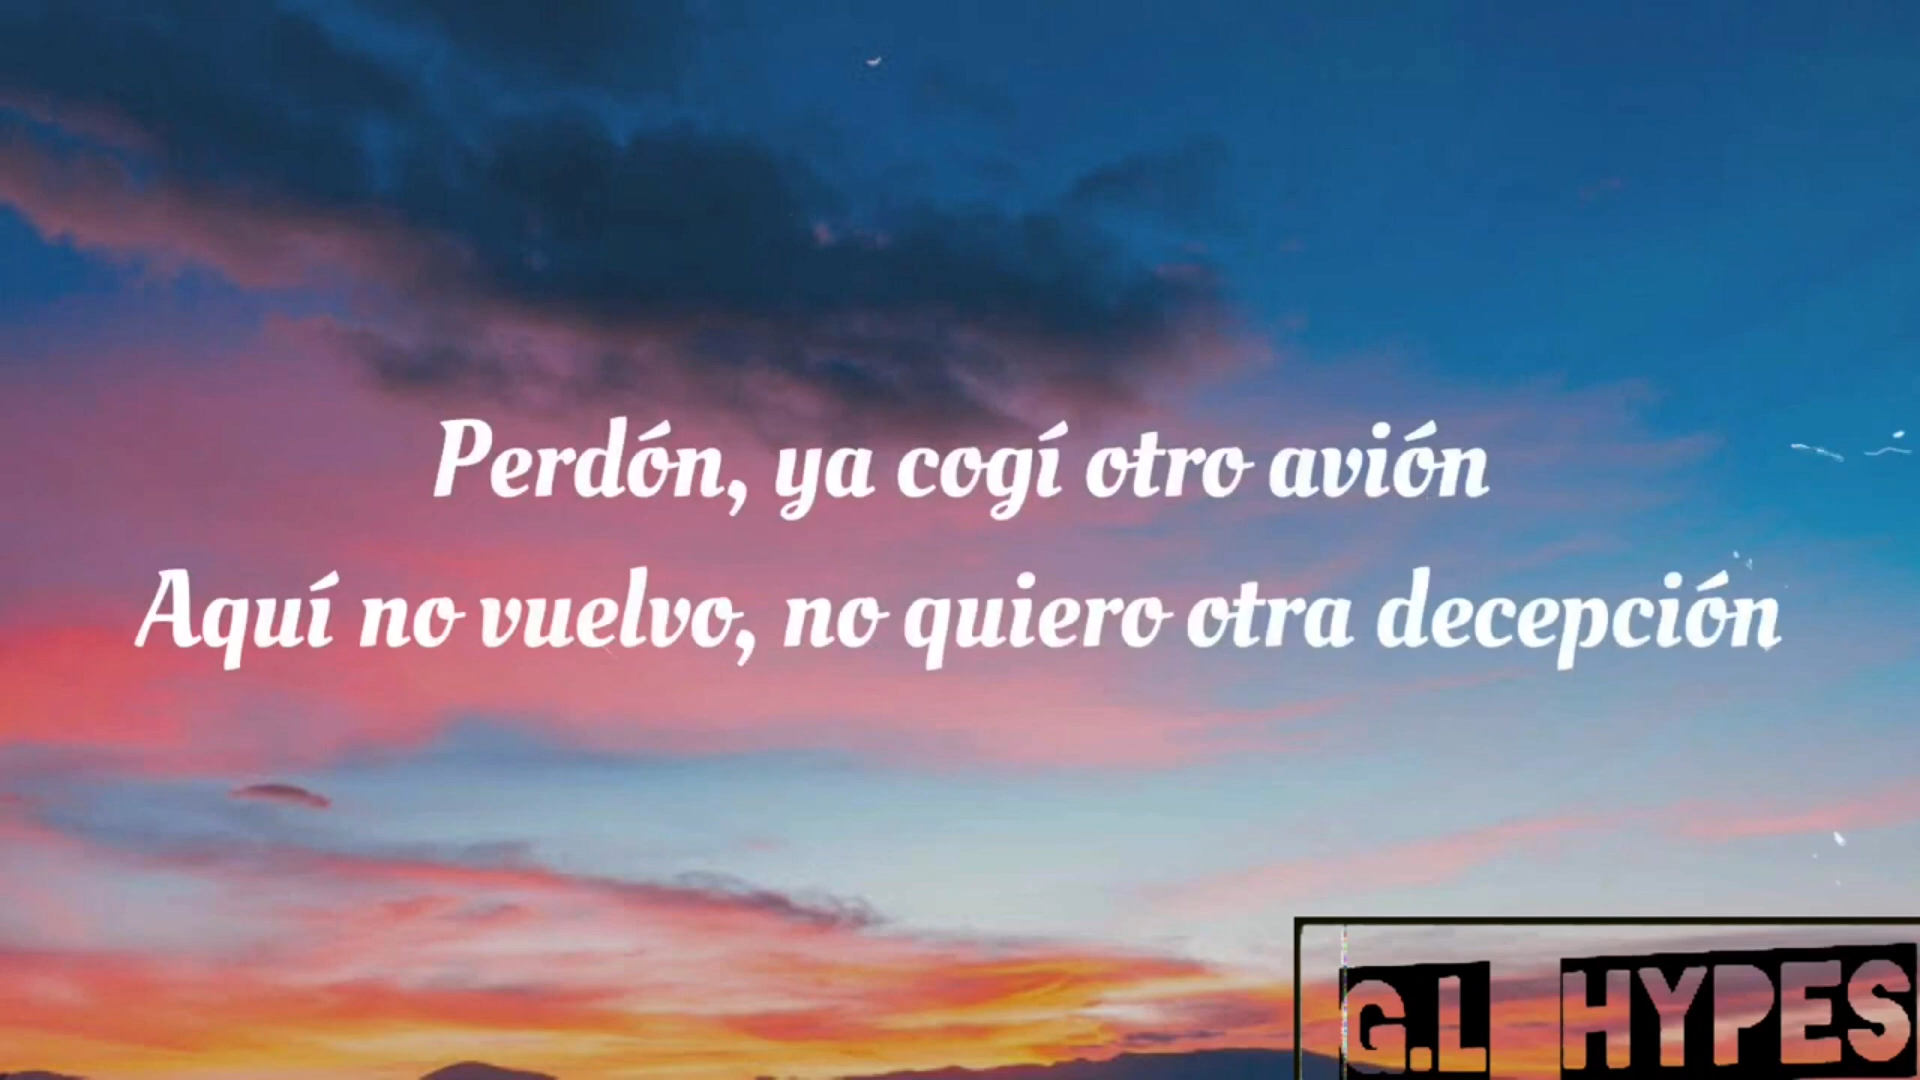 Perdón, ya cogí otro avión
Aquí no vuelvo, no quiero otra decepción
G.L HYPES